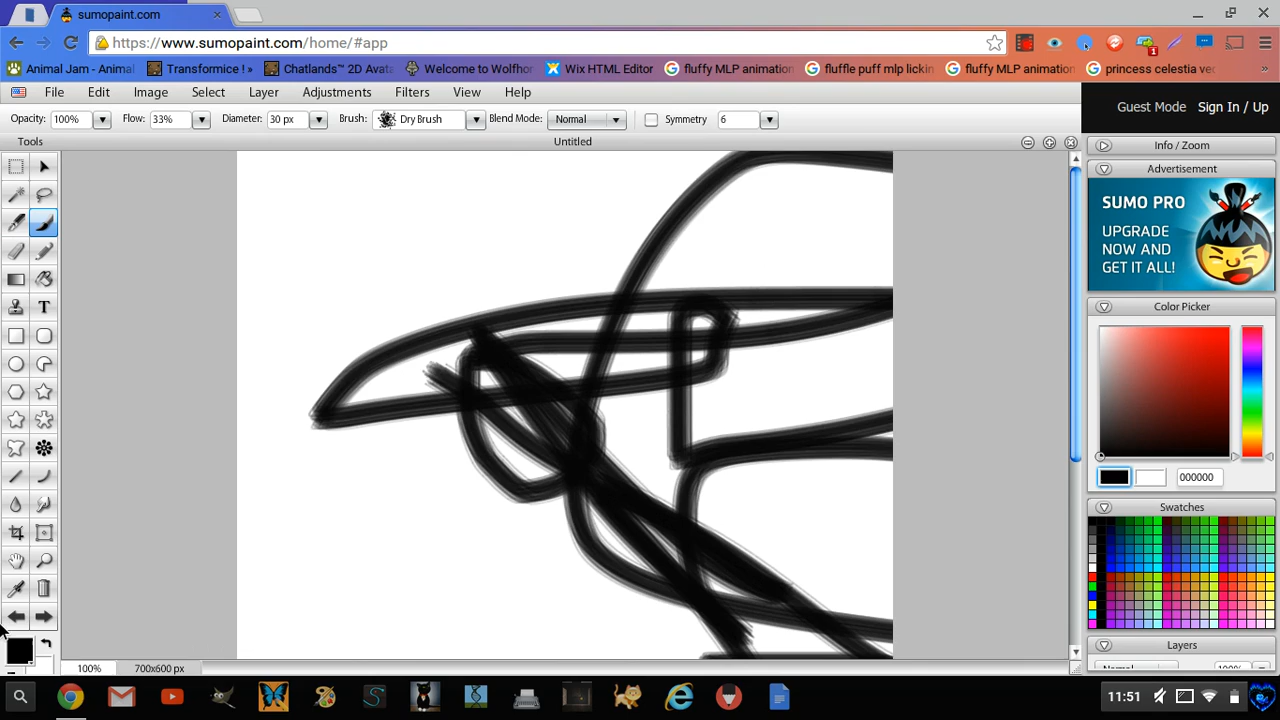 sumopaint.com
https://www.sumopaint.com/home/#app
1
Animal Jam - Animal
Transformice ! »
Chatlands™ 2D Avata
Welcome to Wolfhom
Wix HTML Editor
fluffy MLP animation
fluffle puff mlp lickin
fluffy MLP animation
princess celestia ve
»
File Edit Image Select Layer Adjustments Filters View Help
Guest Mode Sign In / Up
Opacity: 100% Flow: 33% Diameter: 30 px Brush: Dry Brush Blend Mode: Normal Symmetry 6
Tools
Untitled
Info / Zoom
Advertisement
SUMO PRO
UPGRADE
NOW AND
GET IT ALL!
Color Picker
T
000000
Swatches
Layers
Normal 100%
100% 700x600 px
11:51